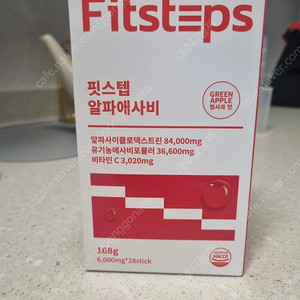 Fitsteps
핏스텝
알파애사비
GREEN
APPLE
청사과 맛
알파사이클로덱스트린 84,000mg
유기농애사비포뮬러 36,600mg
비타민 C 3,020mg
168g
6,000mg*28stick
HACCP